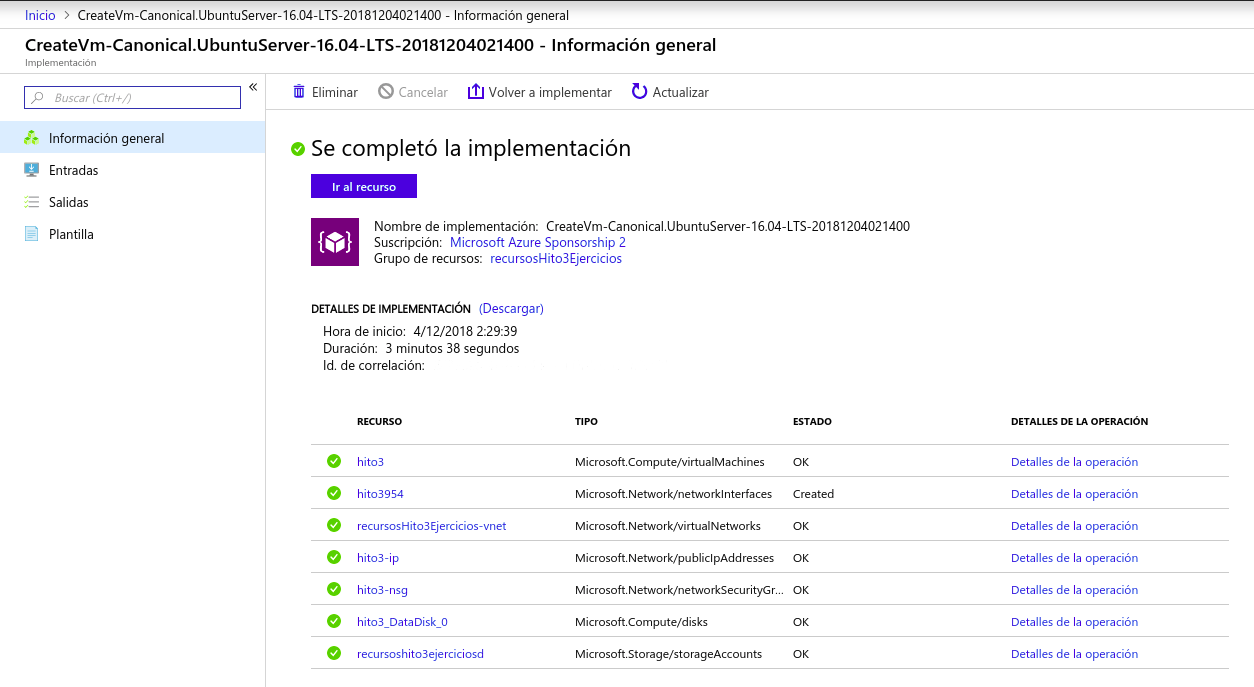 Inicio > CreateVm-Canonical.UbuntuServer-16.04-LTS-20181204021400 - Información general
CreateVm-Canonical.UbuntuServer-16.04-LTS-20181204021400 - Información general
Implementación
Buscar (Ctrl+/)
«
Información general
Entradas
Salidas
Plantilla
Eliminar Cancelar Volver a implementar Actualizar
Se completó la implementación
Ir al recurso
Nombre de implementación: CreateVm-Canonical.UbuntuServer-16.04-LTS-20181204021400
Suscripción: Microsoft Azure Sponsorship 2
Grupo de recursos: recursosHito3Ejercicios
DETALLES DE IMPLEMENTACIÓN (Descargar)
Hora de inicio: 4/12/2018 2:29:39
Duración: 3 minutos 38 segundos
Id. de correlación:
RECURSO TIPO ESTADO DETALLES DE LA OPERACIÓN
hito3 Microsoft.Compute/virtualMachines OK Detalles de la operación
hito3954 Microsoft.Network/networkInterfaces Created Detalles de la operación
recursosHito3Ejercicios-vnet Microsoft.Network/virtualNetworks OK Detalles de la operación
hito3-ip Microsoft.Network/publicIpAddresses OK Detalles de la operación
hito3-nsg Microsoft.Network/networkSecurityGr... OK Detalles de la operación
hito3_DataDisk_0 Microsoft.Compute/disks OK Detalles de la operación
recursoshito3ejerciciosd Microsoft.Storage/storageAccounts OK Detalles de la operación